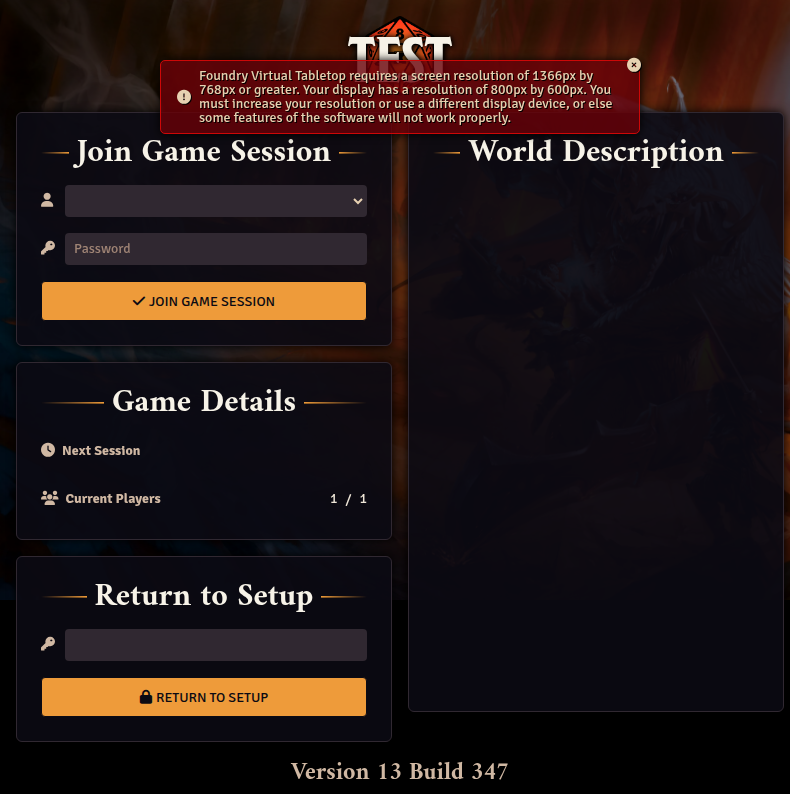 TEST
Foundry Virtual Tabletop requires a screen resolution of 1366px by
768px or greater. Your display has a resolution of 800px by 600px. You
must increase your resolution or use a different display device, or else
some features of the software will not work properly.
Join Game Session
Password
JOIN GAME SESSION
Game Details
Next Session
Current Players 1 / 1
Return to Setup
RETURN TO SETUP
World Description
Version 13 Build 347